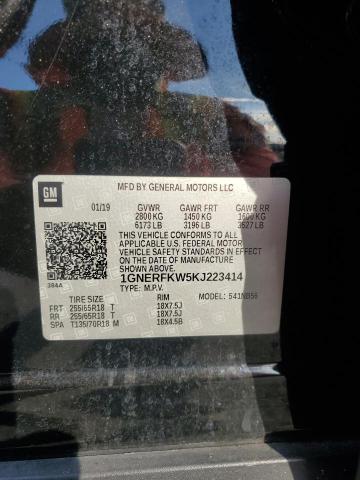 GM
MFD BY GENERAL MOTORS LLC
01/19 GVWR GAWR FRT GAWR RR
2800 KG 1450 KG 1600 KG
6173 LB 3196 LB 3527 LB
THIS VEHICLE CONFORMS TO ALL
APPLICABLE U.S. FEDERAL MOTOR
VEHICLE SAFETY STANDARDS IN EFFECT
ON THE DATE OF MANUFACTURE
SHOWN ABOVE.
1GNERFKW5KJ223414
384A TYPE: M.P.V.
TIRE SIZE RIM MODEL: 541NB56
FRT 255/65R18 T 18X7.5J
RR 255/65R18 T 18X7.5J
SPA T135/70R18 M 18X4.5B